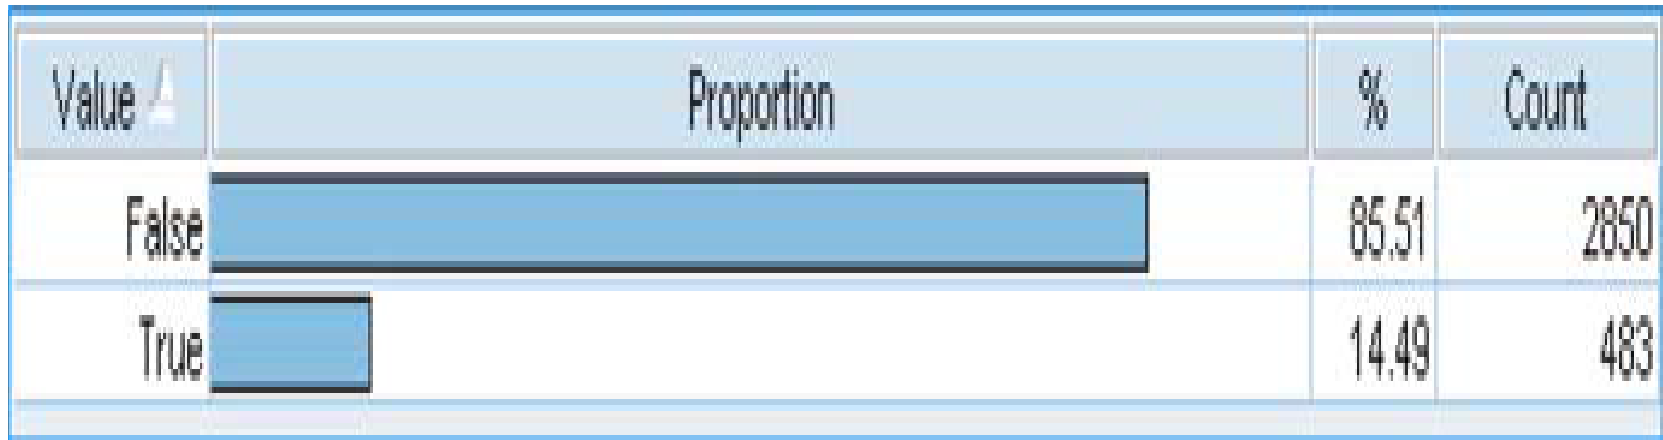 Value Proportion % Count
False 85.51 2850
True 14.49 483